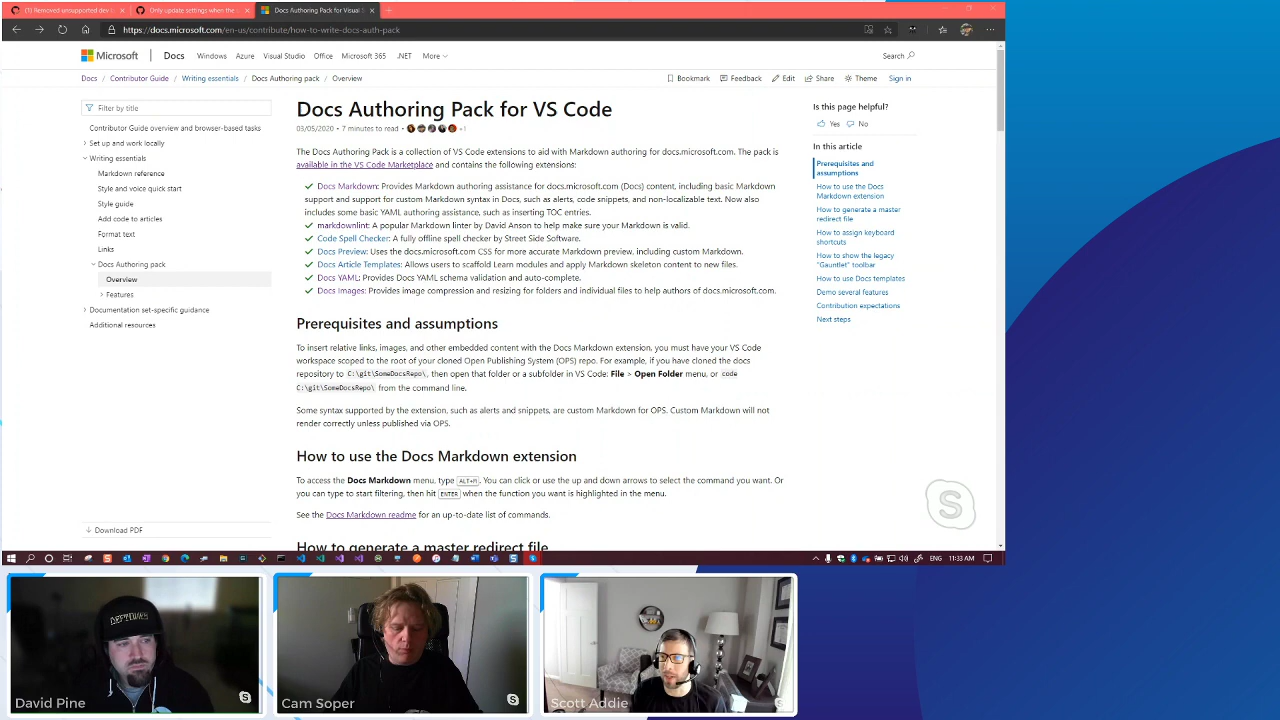 (1) Removed unsupported dev l
Only update settings when the s
Docs Authoring Pack for Visual S
https://docs.microsoft.com/en-us/contribute/how-to-write-docs-auth-pack
Microsoft Docs Windows Azure Visual Studio Office Microsoft 365 .NET More Search
Docs / Contributor Guide / Writing essentials / Docs Authoring pack / Overview
Bookmark Feedback Edit Share Theme Sign in
Filter by title
Contributor Guide overview and browser-based tasks
Set up and work locally
Writing essentials
Markdown reference
Style and voice quick start
Style guide
Add code to articles
Format text
Links
Docs Authoring pack
Overview
Features
Documentation set-specific guidance
Additional resources
Download PDF
Docs Authoring Pack for VS Code
03/05/2020 • 7 minutes to read • +1
The Docs Authoring Pack is a collection of VS Code extensions to aid with Markdown authoring for docs.microsoft.com. The pack is
available in the VS Code Marketplace and contains the following extensions:
Docs Markdown: Provides Markdown authoring assistance for docs.microsoft.com (Docs) content, including basic Markdown
support and support for custom Markdown syntax in Docs, such as alerts, code snippets, and non-localizable text. Now also
includes some basic YAML authoring assistance, such as inserting TOC entries.
markdownlint: A popular Markdown linter by David Anson to help make sure your Markdown is valid.
Code Spell Checker: A fully offline spell checker by Street Side Software.
Docs Preview: Uses the docs.microsoft.com CSS for more accurate Markdown preview, including custom Markdown.
Docs Article Templates: Allows users to scaffold Learn modules and apply Markdown skeleton content to new files.
Docs YAML: Provides Docs YAML schema validation and auto-complete.
Docs Images: Provides image compression and resizing for folders and individual files to help authors of docs.microsoft.com.
Prerequisites and assumptions
To insert relative links, images, and other embedded content with the Docs Markdown extension, you must have your VS Code
workspace scoped to the root of your cloned Open Publishing System (OPS) repo. For example, if you have cloned the docs
repository to C:\git\SomeDocsRepo\, then open that folder or a subfolder in VS Code: File > Open Folder menu, or code
C:\git\SomeDocsRepo\ from the command line.
Some syntax supported by the extension, such as alerts and snippets, are custom Markdown for OPS. Custom Markdown will not
render correctly unless published via OPS.
How to use the Docs Markdown extension
To access the Docs Markdown menu, type ALT+M. You can click or use the up and down arrows to select the command you want. Or
you can type to start filtering, then hit ENTER when the function you want is highlighted in the menu.
See the Docs Markdown readme for an up-to-date list of commands.
How to generate a master redirect file
Is this page helpful?
Yes No
In this article
Prerequisites and
assumptions
How to use the Docs
Markdown extension
How to generate a master
redirect file
How to assign keyboard
shortcuts
How to show the legacy
"Gauntlet" toolbar
How to use Docs templates
Demo several features
Contribution expectations
Next steps
ENG 11:33 AM
DEFTONES
David Pine
Cam Soper
Scott Addie